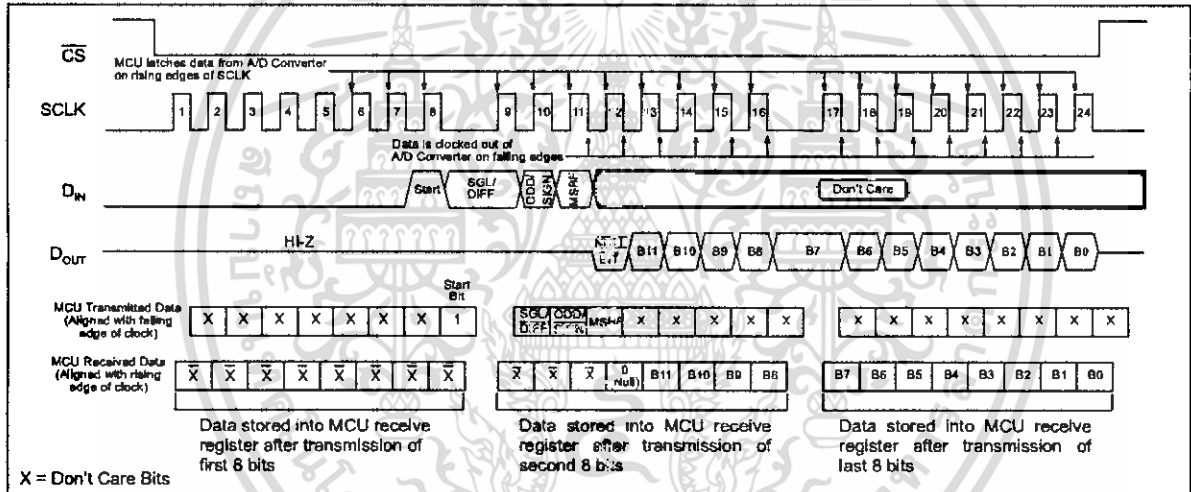 CS
MCU latches data from A/D Converter
on rising edges of SCLK
SCLK
1 2 3 4 5 6 7 8 9 10 11 12 13 14 15 16 17 18 19 20 21 22 23 24
Data is clocked out of
A/D Converter on falling edges
DIN
Start SGL/ DIFF ODD/ SIGN MSBF Don't Care
HI-Z
DOUT
B11 B10 B9 B8 B7 B6 B5 B4 B3 B2 B1 B0
Start
Bit
MCU Transmitted Data
(Aligned with falling
edge of clock)
X X X X X X X 1 SGL/ DIFF ODD/ SIGN MSBF X X X X X X X X X X X X X
MCU Received Data
(Aligned with rising
edge of clock)
X X X X X X X X X X X 0 (Null) B11 B10 B9 B8 B7 B6 B5 B4 B3 B2 B1 B0
Data stored into MCU receive
register after transmission of
first 8 bits
Data stored into MCU receive
register after transmission of
second 8 bits
Data stored into MCU receive
register after transmission of
last 8 bits
X = Don't Care Bits